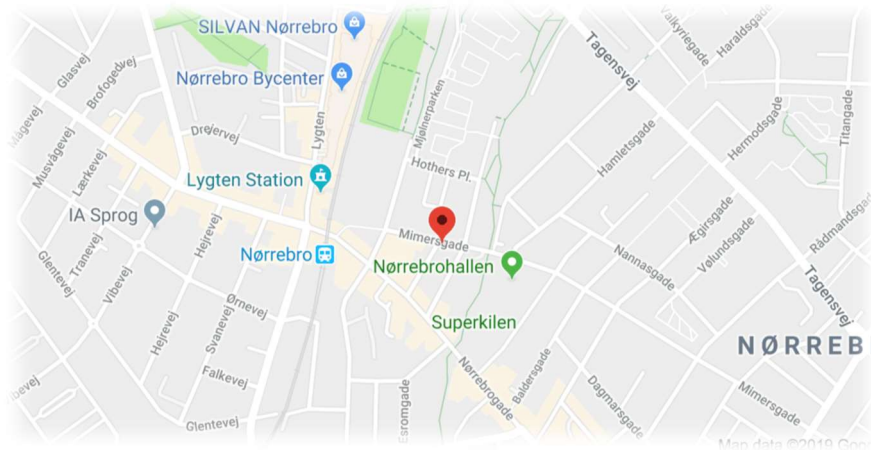 SILVAN Nørrebro
Valkyriegade
Haraldsgade
Tagensvej
Glasvej
Brofogedvej
Nørrebro Bycenter
Mågevej
Lygten
Mjølnerparken
Titangade
Drejervej
Hermodsgade
Musvågevej
Hamletsgade
Lærkevej
Hothers Pl.
Lygten Station
IA Sprog
Hejrevej
Ægirsgade
Rådmandsgade
Tranevej
Mimersgade
Vølundsgade
Nørrebro
Nannasgade
Glentevej
Nørrebrohallen
Vibevej
Tagensvej
Ørnevej
Superkilen
Svanevej
Hejrevej
NØRREB
Nørrebrogade
Baldersgade
Falkevej
Dagmarsgade
Mimersgade
Esromgade
Glentevej
Map data ©2019 Goo